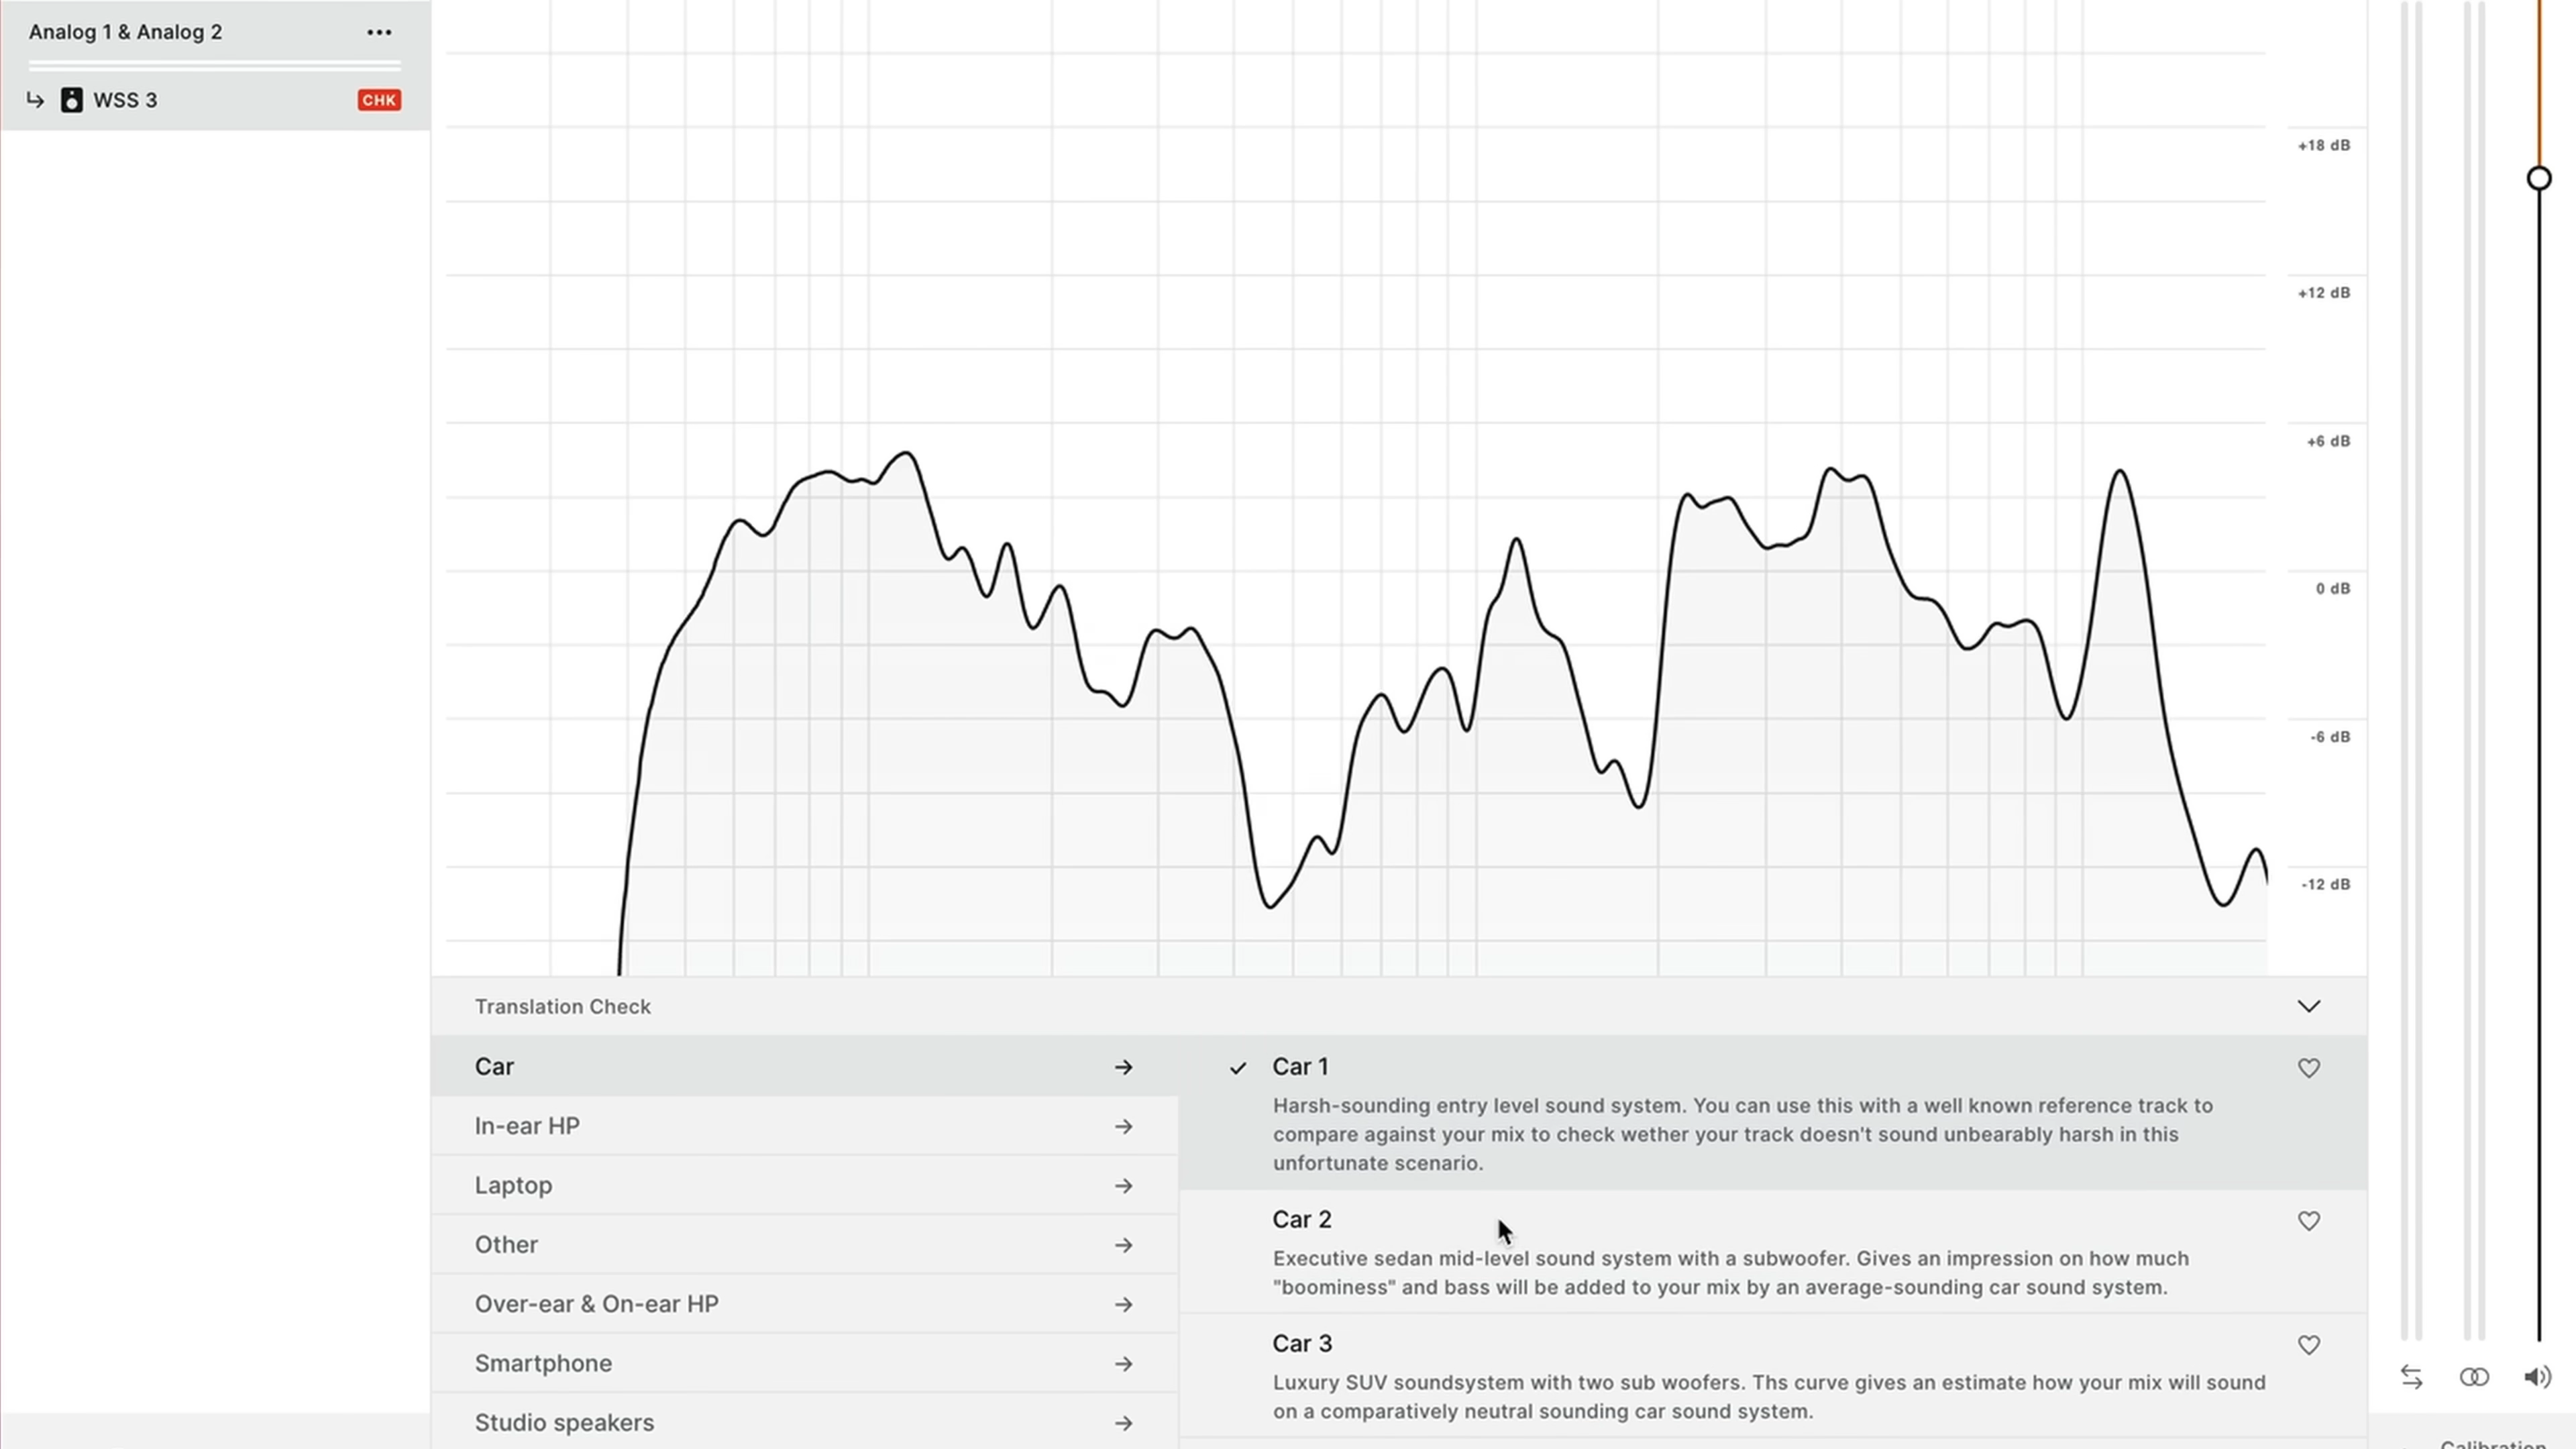 Analog 1 & Analog 2
WSS 3
CHK
+18 dB
+12 dB
+6 dB
0 dB
-6 dB
-12 dB
Translation Check
Car
In-ear HP
Laptop
Other
Over-ear & On-ear HP
Smartphone
Studio speakers
Car 1
Harsh-sounding entry level sound system. You can use this with a well known reference track to
compare against your mix to check wether your track doesn't sound unbearably harsh in this
unfortunate scenario.
Car 2
Executive sedan mid-level sound system with a subwoofer. Gives an impression on how much
"boominess" and bass will be added to your mix by an average-sounding car sound system.
Car 3
Luxury SUV soundsystem with two sub woofers. Ths curve gives an estimate how your mix will sound
on a comparatively neutral sounding car sound system.
Calibration